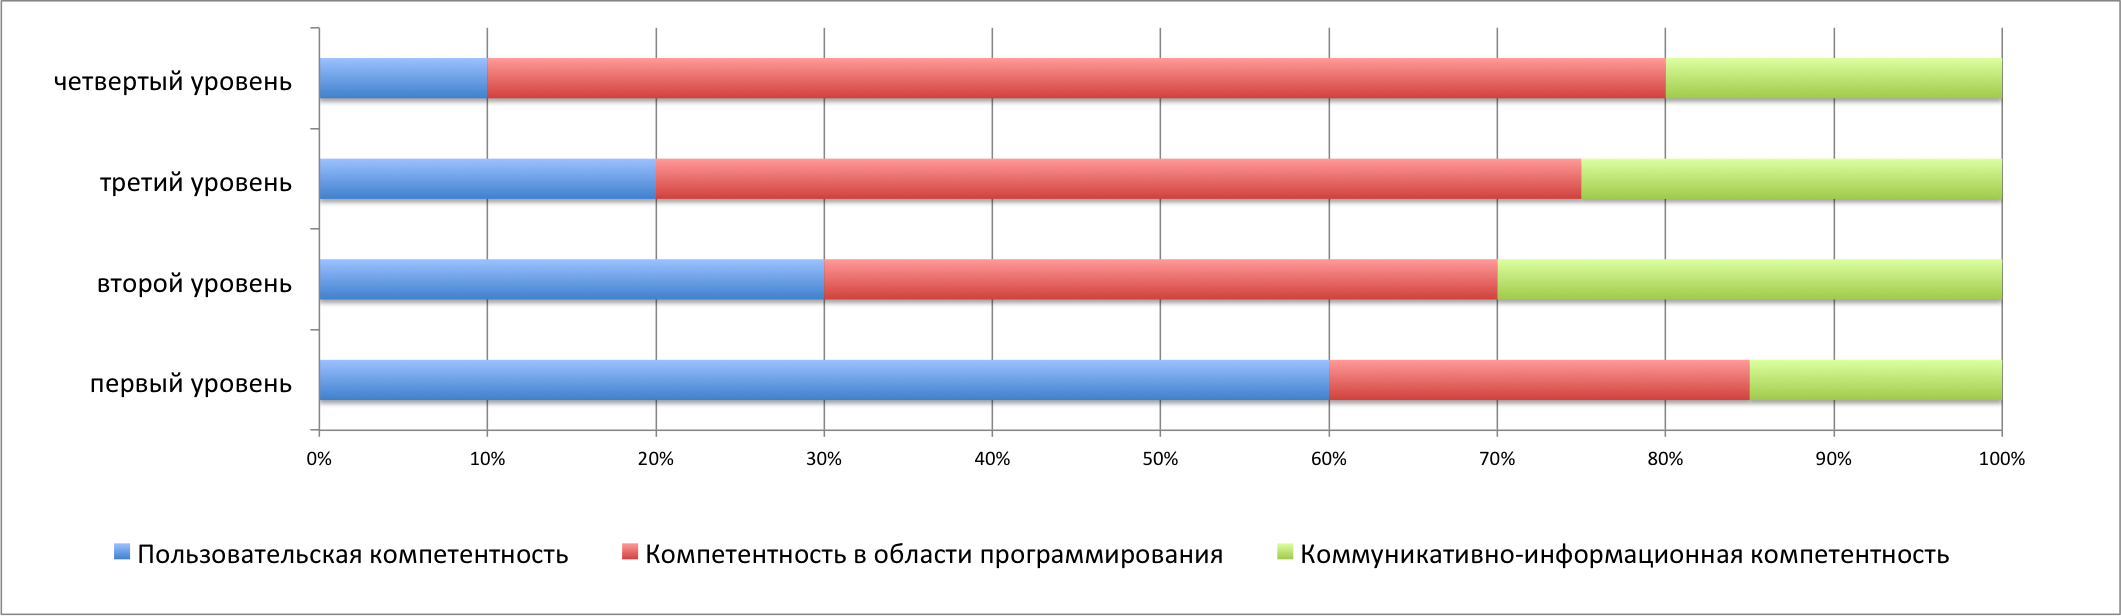 четвертый уровень
третий уровень
второй уровень
первый уровень
0% 10% 20% 30% 40% 50% 60% 70% 80% 90% 100%
Пользовательская компетентность Компетентность в области программирования Коммуникативно-информационная компетентность